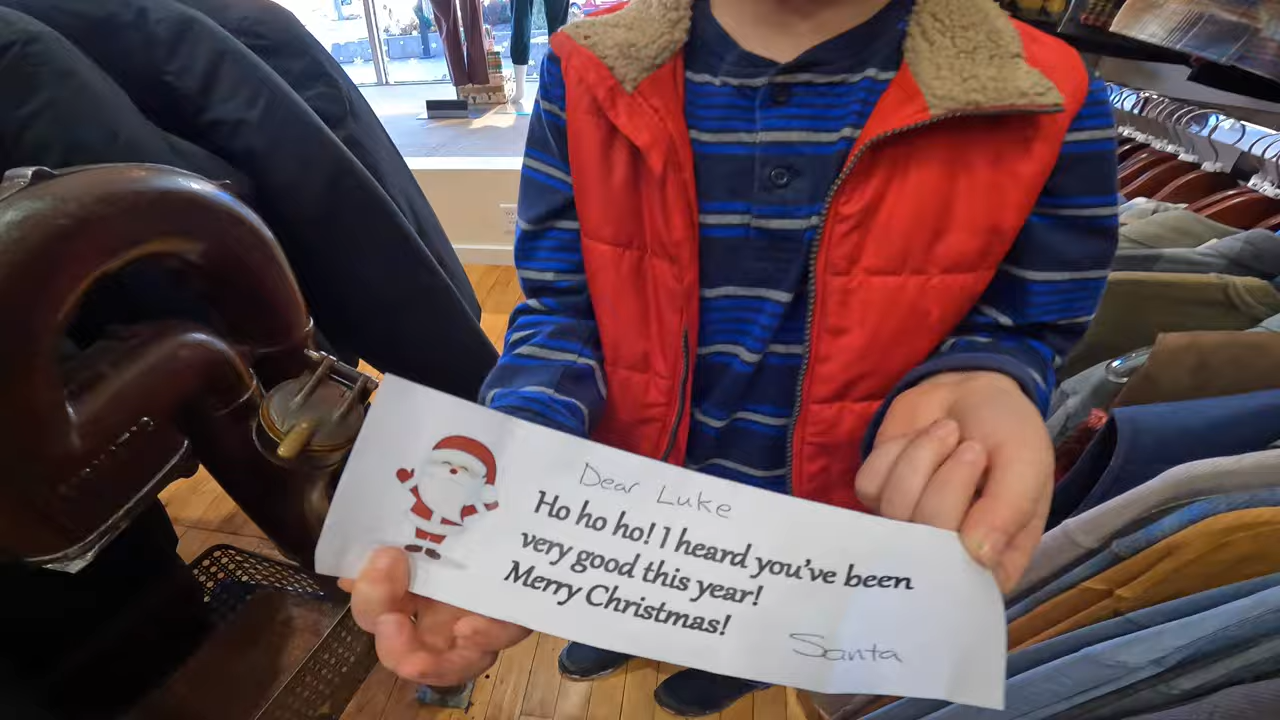 Dear Luke
Ho ho ho! I heard you've been
very good this year!
Merry Christmas!
Santa